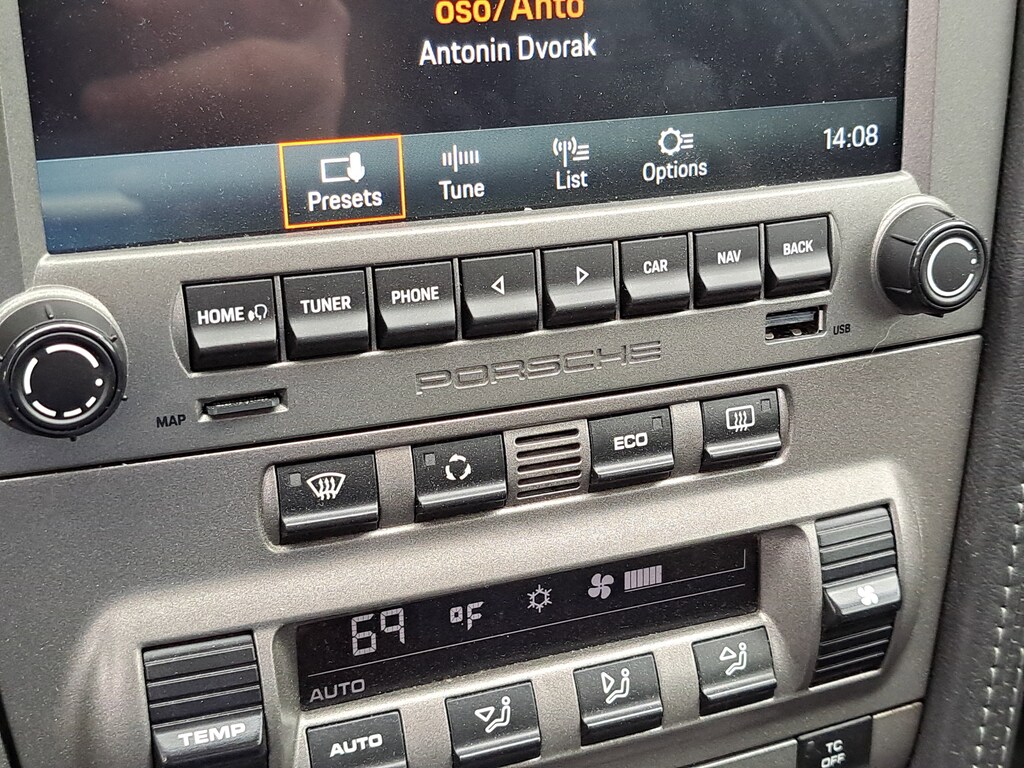 oso/Anto
Antonin Dvorak
Presets
Tune
List
Options
14:08
HOME
TUNER
PHONE
CAR
NAV
BACK
USB
MAP
PORSCHE
ECO
69 °F
AUTO
TEMP
AUTO
TC
OFF